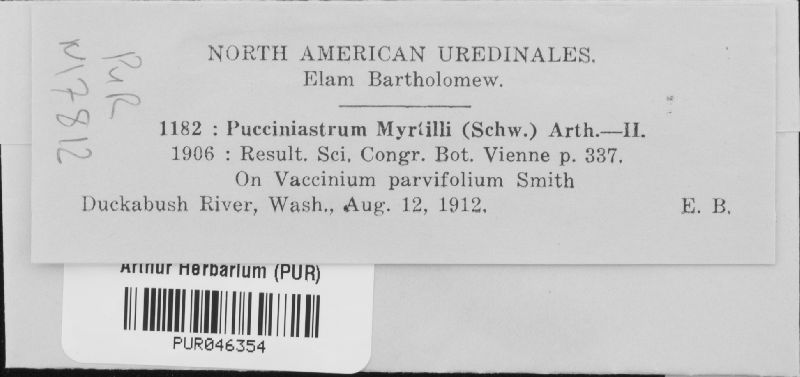 PUR
N7812
NORTH AMERICAN UREDINALES.
Elam Bartholomew.
1182 : Pucciniastrum Myrtilli (Schw.) Arth.—II.
1906 : Result. Sci. Congr. Bot. Vienne p. 337.
On Vaccinium parvifolium Smith
Duckabush River, Wash., Aug. 12, 1912. E. B.
Arthur Herbarium (PUR)
PUR046354